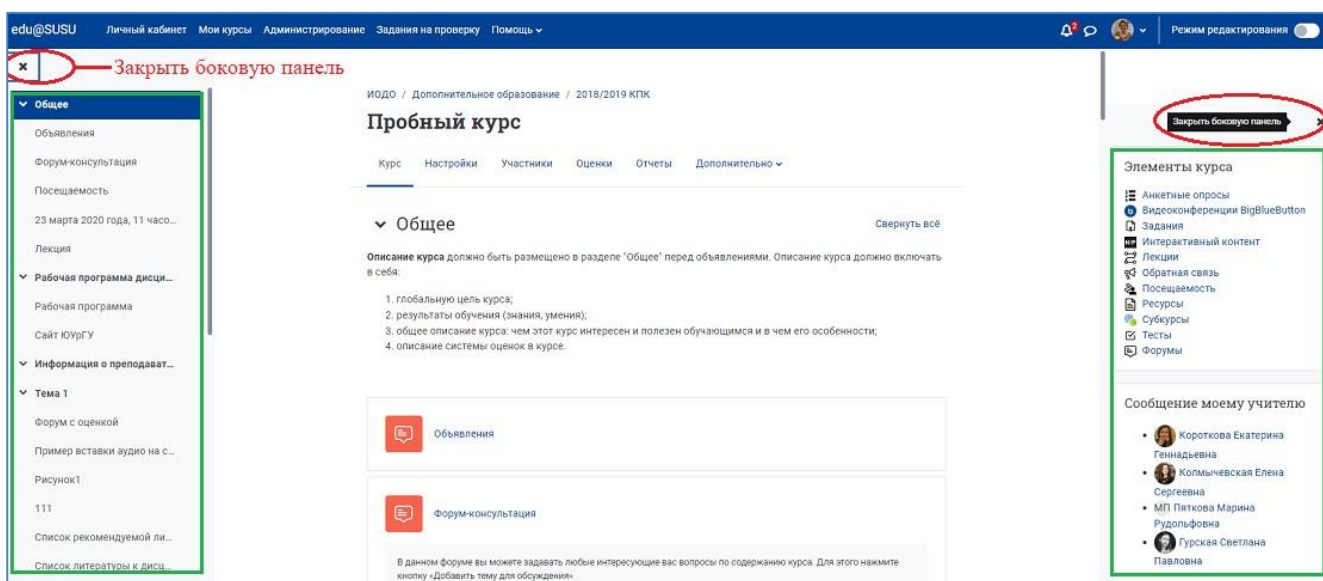 edu@SUSU Личный кабинет Мои курсы Администрирование Задания на проверку Помощь 2 Режим редактирования
Закрыть боковую панель
Общее
Объявления
Форум-консультация
Посещаемость
23 марта 2020 года, 11 часо...
Лекция
Рабочая программа дисци...
Рабочая программа
Сайт ЮУрГУ
Информация о преподават...
Тема 1
Форум с оценкой
Пример вставки аудио на с...
Рисунок1
111
Список рекомендуемой ли...
Список литературы к дисц...
ИОДО / Дополнительное образование / 2018/2019 КПК
Пробный курс
Курс Настройки Участники Оценки Отчеты Дополнительно
Общее Свернуть всё
Описание курса должно быть размещено в разделе "Общее" перед объявлениями. Описание курса должно включать
в себя:
1. глобальную цель курса;
2. результаты обучения (знания, умения);
3. общее описание курса: чем этот курс интересен и полезен обучающимся и в чем его особенности;
4. описание системы оценок в курсе.
Объявления
Форум-консультация
В данном форуме вы можете задавать любые интересующие вас вопросы по содержанию курса. Для этого нажмите
кнопку «Добавить тему для обсуждения»
Закрыть боковую панель
Элементы курса
Анкетные опросы
Видеоконференции BigBlueButton
Задания
H5P Интерактивный контент
Лекции
Обратная связь
Посещаемость
Ресурсы
Субкурсы
Тесты
Форумы
Сообщение моему учителю
Короткова Екатерина
Геннадьевна
Колмычевская Елена
Сергеевна
МП Пяткова Марина
Рудольфовна
Гурская Светлана
Павловна